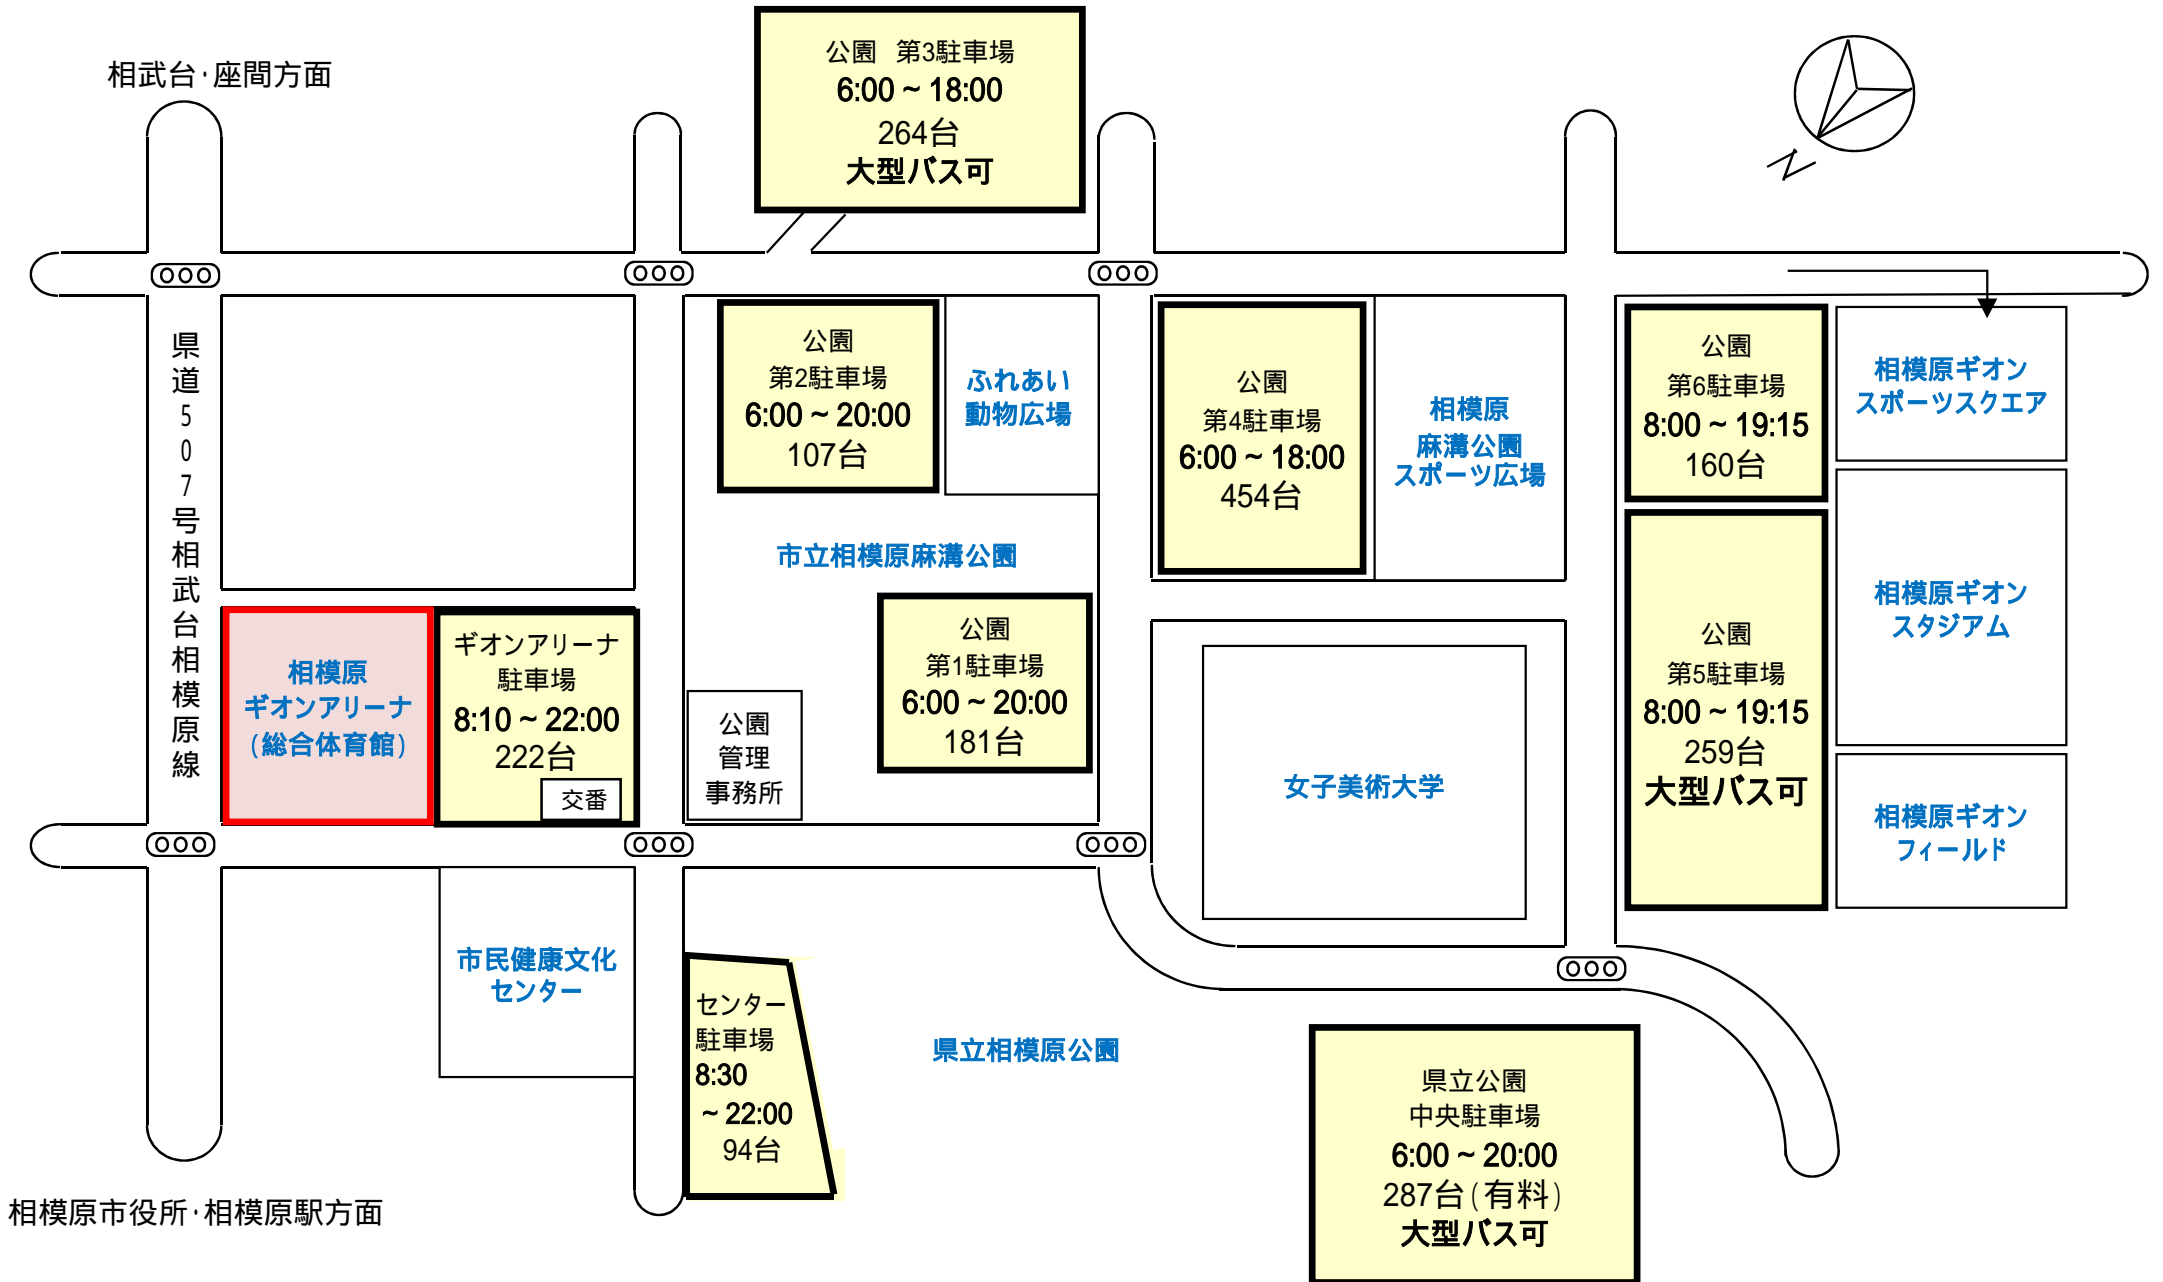 相武台･座間方面
公園 第3駐車場
6:00 ~ 18:00
264台
大型バス可
N
県道507号相武台相模原線
公園
第2駐車場
6:00 ~ 20:00
107台
ふれあい
動物広場
公園
第4駐車場
6:00 ~ 18:00
454台
相模原
麻溝公園
スポーツ広場
公園
第6駐車場
8:00 ~ 19:15
160台
相模原ギオン
スポーツスクエア
市立相模原麻溝公園
相模原
ギオンアリーナ
(総合体育館)
ギオンアリーナ
駐車場
8:10 ~ 22:00
222台
交番
公園
管理
事務所
公園
第1駐車場
6:00 ~ 20:00
181台
女子美術大学
公園
第5駐車場
8:00 ~ 19:15
259台
大型バス可
相模原ギオン
スタジアム
相模原ギオン
フィールド
市民健康文化
センター
センター
駐車場
8:30
~ 22:00
94台
県立相模原公園
県立公園
中央駐車場
6:00 ~ 20:00
287台(有料)
大型バス可
相模原市役所･相模原駅方面